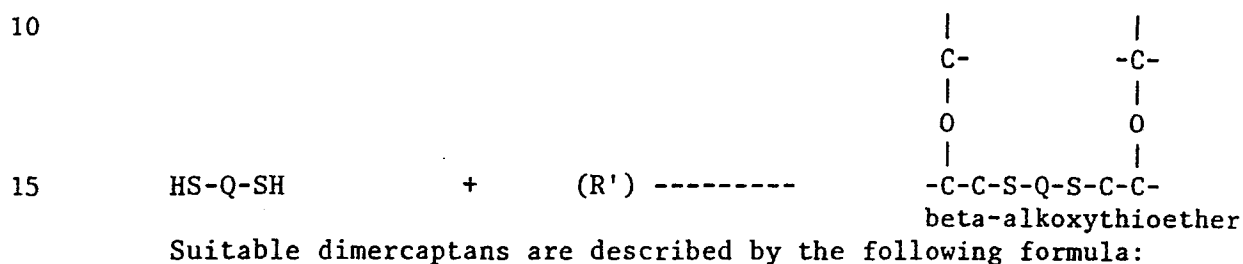 10                                                        |           |
                                                          C-         -C-
                                                          |           |
                                                          O           O
                                                          |           |
15      HS-Q-SH          +      (R') ---------           -C-C-S-Q-S-C-C-
                                                         beta-alkoxythioether
        Suitable dimercaptans are described by the following formula: